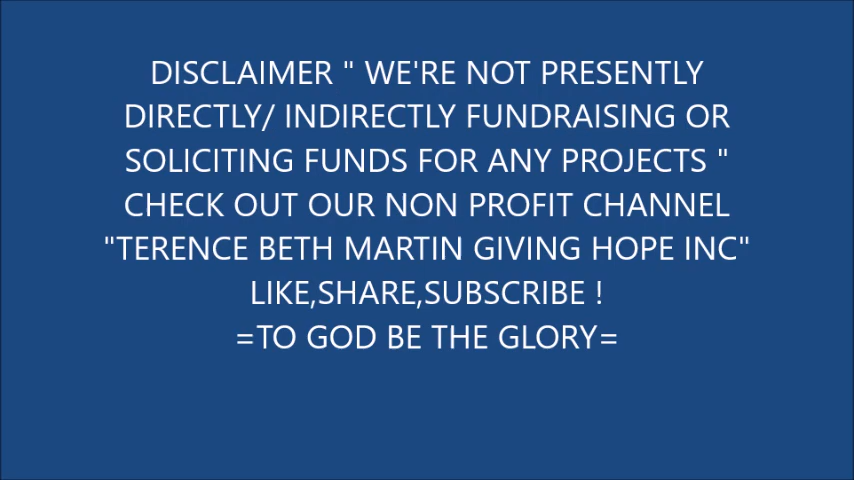 DISCLAIMER " WE'RE NOT PRESENTLY
DIRECTLY/ INDIRECTLY FUNDRAISING OR
SOLICITING FUNDS FOR ANY PROJECTS "
CHECK OUT OUR NON PROFIT CHANNEL
"TERENCE BETH MARTIN GIVING HOPE INC"
LIKE,SHARE,SUBSCRIBE !
=TO GOD BE THE GLORY=